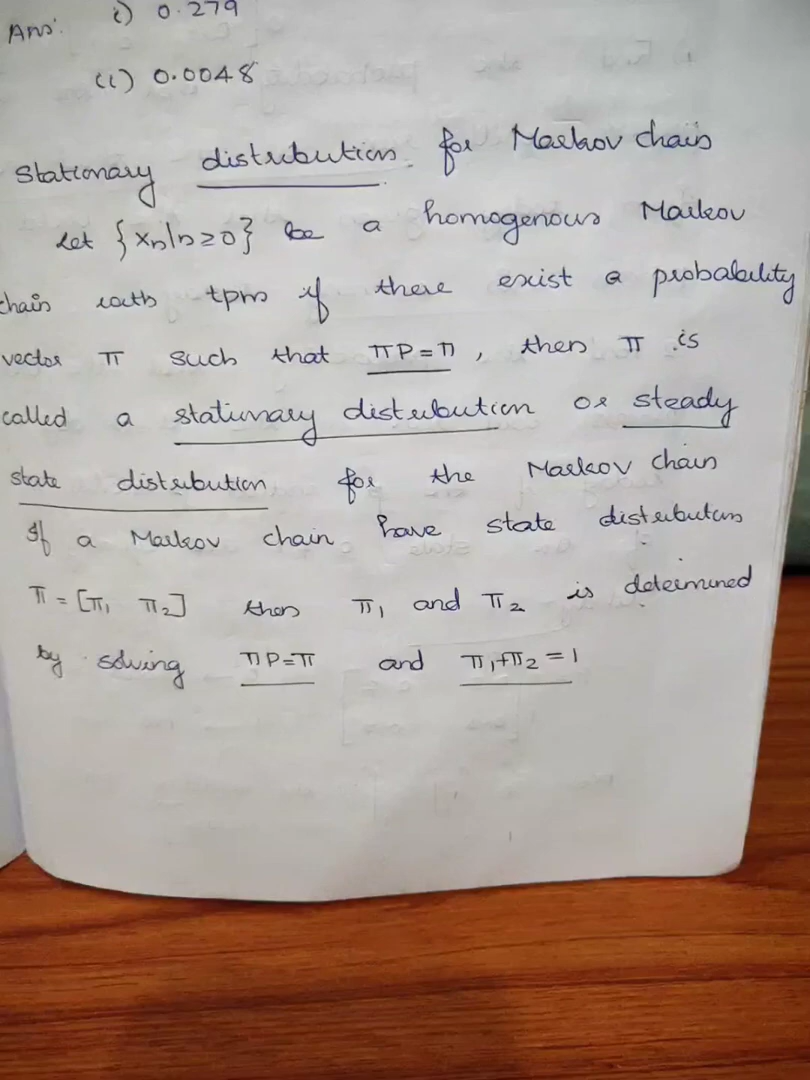 Ans: i) 0.279
(ii) 0.0048
Stationary distribution for Markov chain
Let {Xn|n≥0} be a homogenous Markov
chain with tpm if there exist a probability
vector π such that πP=π, then π is
called a stationary distribution or steady
state distribution for the Markov chain
If a Markov chain have state distribution
π = [π₁ π₂] then π₁ and π₂ is determined
by solving πP=π and π₁+π₂=1